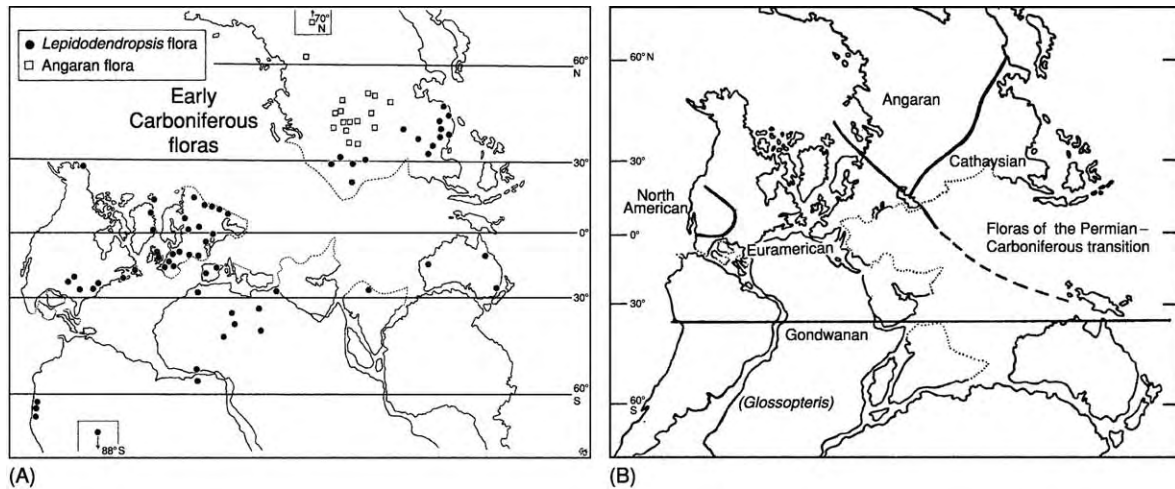 Lepidodendropsis flora
Angaran flora
70°
N
60°
N
Early
Carboniferous
floras
30°
0°
30°
60°
S
88°S
(A)
60°N
Angaran
30°
Cathaysian
North
American
0°
Euramerican
Floras of the Permian–
Carboniferous transition
30°
Gondwanan
(Glossopteris)
60°
S
(B)